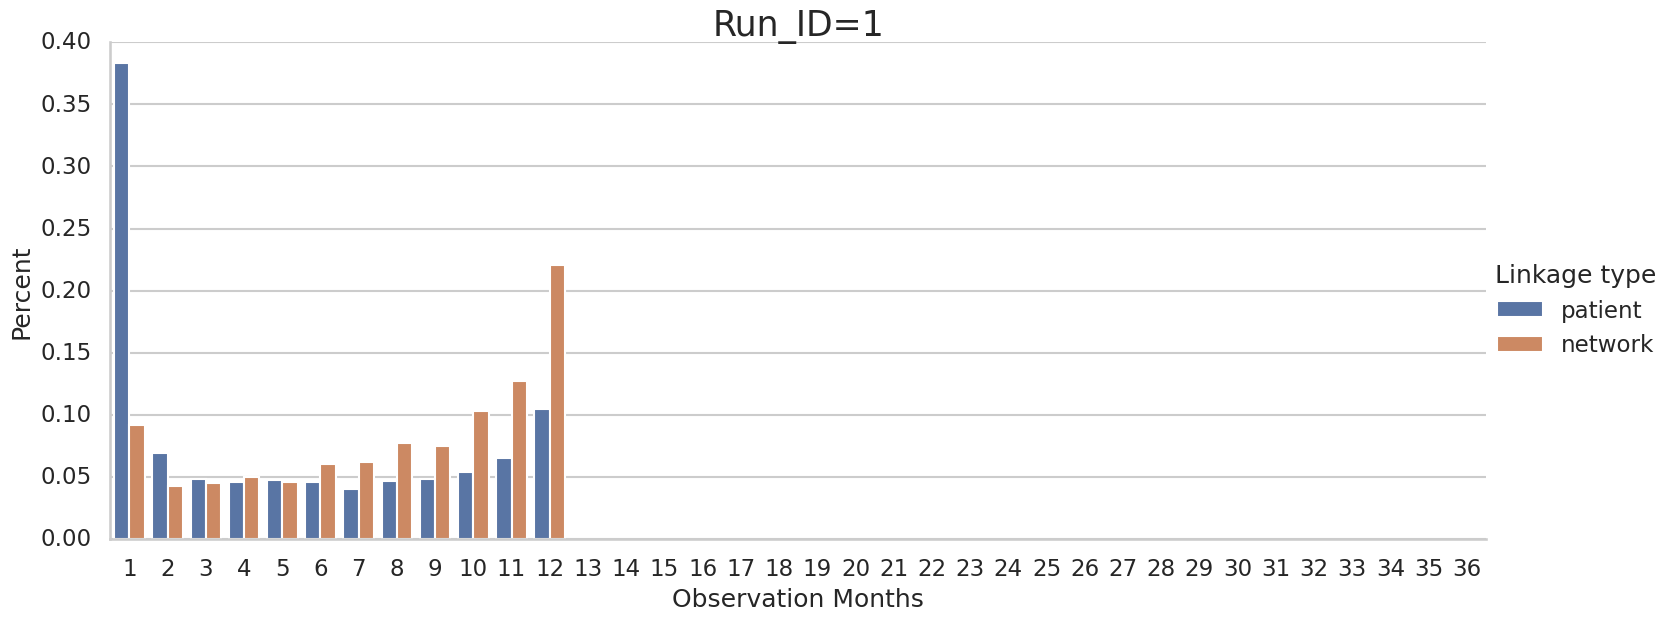 Run_ID=1
0.40
0.35
0.30
0.25
0.20
0.15
0.10
0.05
0.00
Percent
1 2 3 4 5 6 7 8 9 10 11 12 13 14 15 16 17 18 19 20 21 22 23 24 25 26 27 28 29 30 31 32 33 34 35 36
Observation Months
Linkage type
patient
network